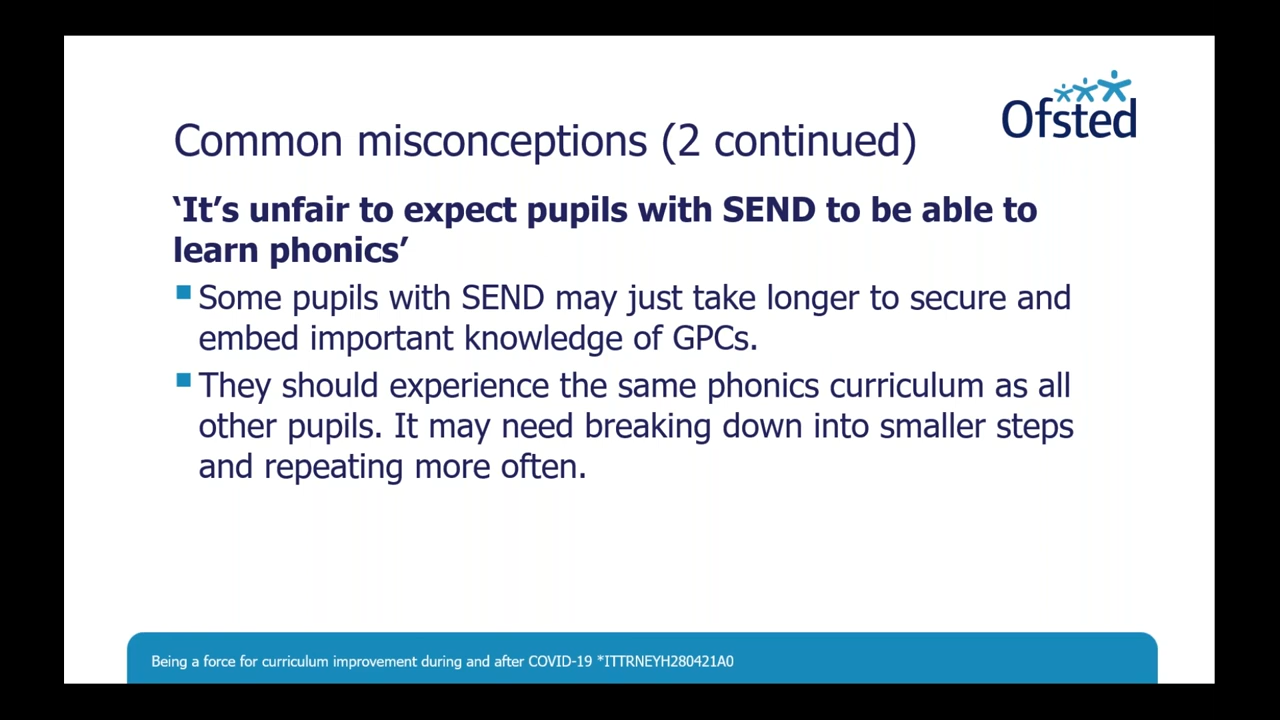 Ofsted
Common misconceptions (2 continued)
‘It’s unfair to expect pupils with SEND to be able to
learn phonics’
Some pupils with SEND may just take longer to secure and
embed important knowledge of GPCs.
They should experience the same phonics curriculum as all
other pupils. It may need breaking down into smaller steps
and repeating more often.
Being a force for curriculum improvement during and after COVID-19 *ITTRNEYH280421A0